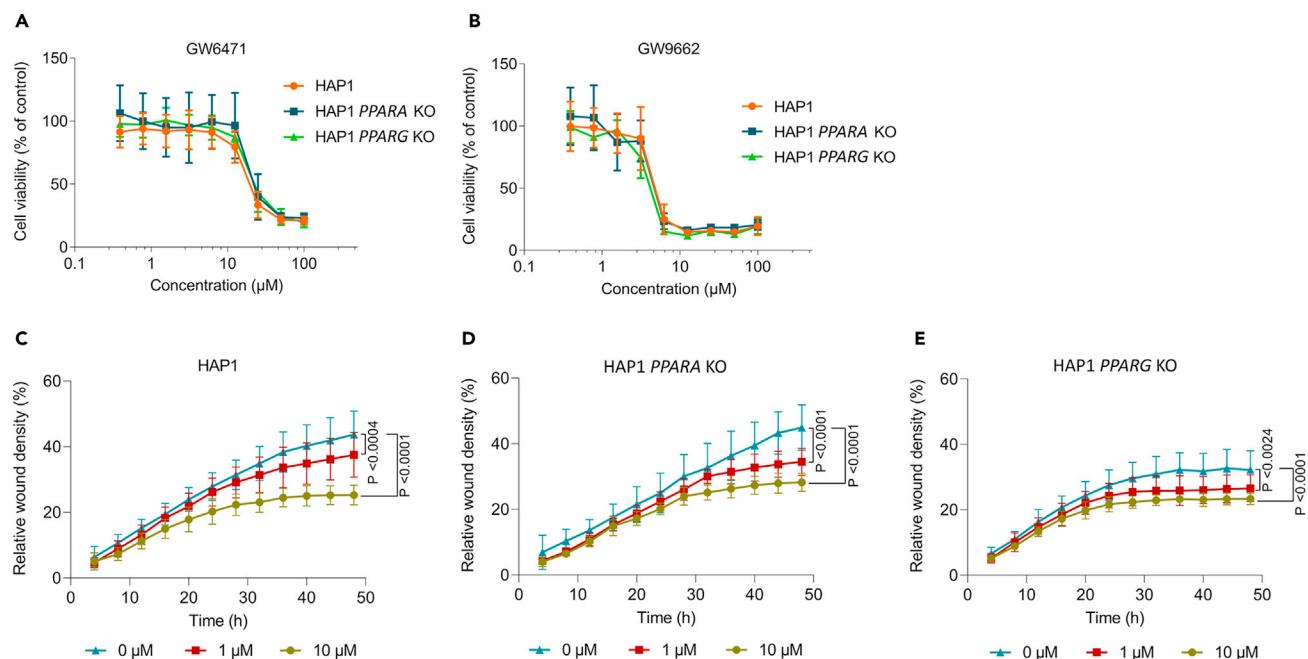 A
GW6471
150
100
50
0
Cell viability (% of control)
0.1
1
10
100
Concentration (µM)
HAP1
HAP1 PPARA KO
HAP1 PPARG KO
B
GW9662
150
100
50
0
Cell viability (% of control)
0.1
1
10
100
Concentration (µM)
HAP1
HAP1 PPARA KO
HAP1 PPARG KO
C
HAP1
60
40
20
0
Relative wound density (%)
0 10 20 30 40 50
Time (h)
P <0.0004
P <0.0001
0 µM 1 µM 10 µM
D
HAP1 PPARA KO
60
40
20
0
Relative wound density (%)
0 10 20 30 40 50
Time (h)
P <0.0001
P <0.0001
0 µM 1 µM 10 µM
E
HAP1 PPARG KO
60
40
20
0
Relative wound density (%)
0 10 20 30 40 50
Time (h)
P <0.0024
P <0.0001
0 µM 1 µM 10 µM